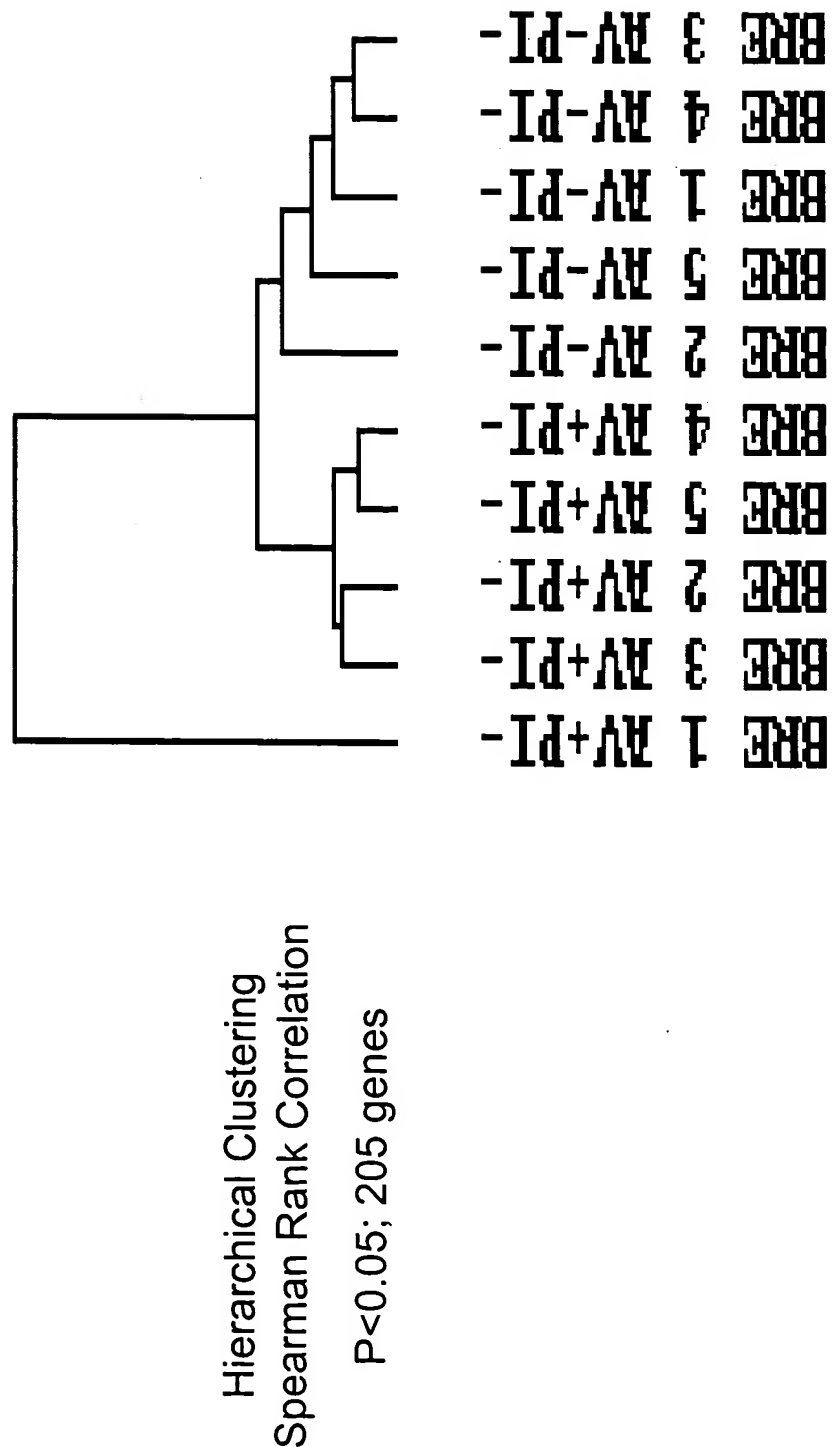 Hierarchical Clustering
Spearman Rank Correlation
P<0.05; 205 genes
BRE 1 AV+PI-
BRE 3 AV+PI-
BRE 2 AV+PI-
BRE 5 AV+PI-
BRE 4 AV+PI-
BRE 2 AV-PI-
BRE 5 AV-PI-
BRE 1 AV-PI-
BRE 4 AV-PI-
BRE 3 AV-PI-